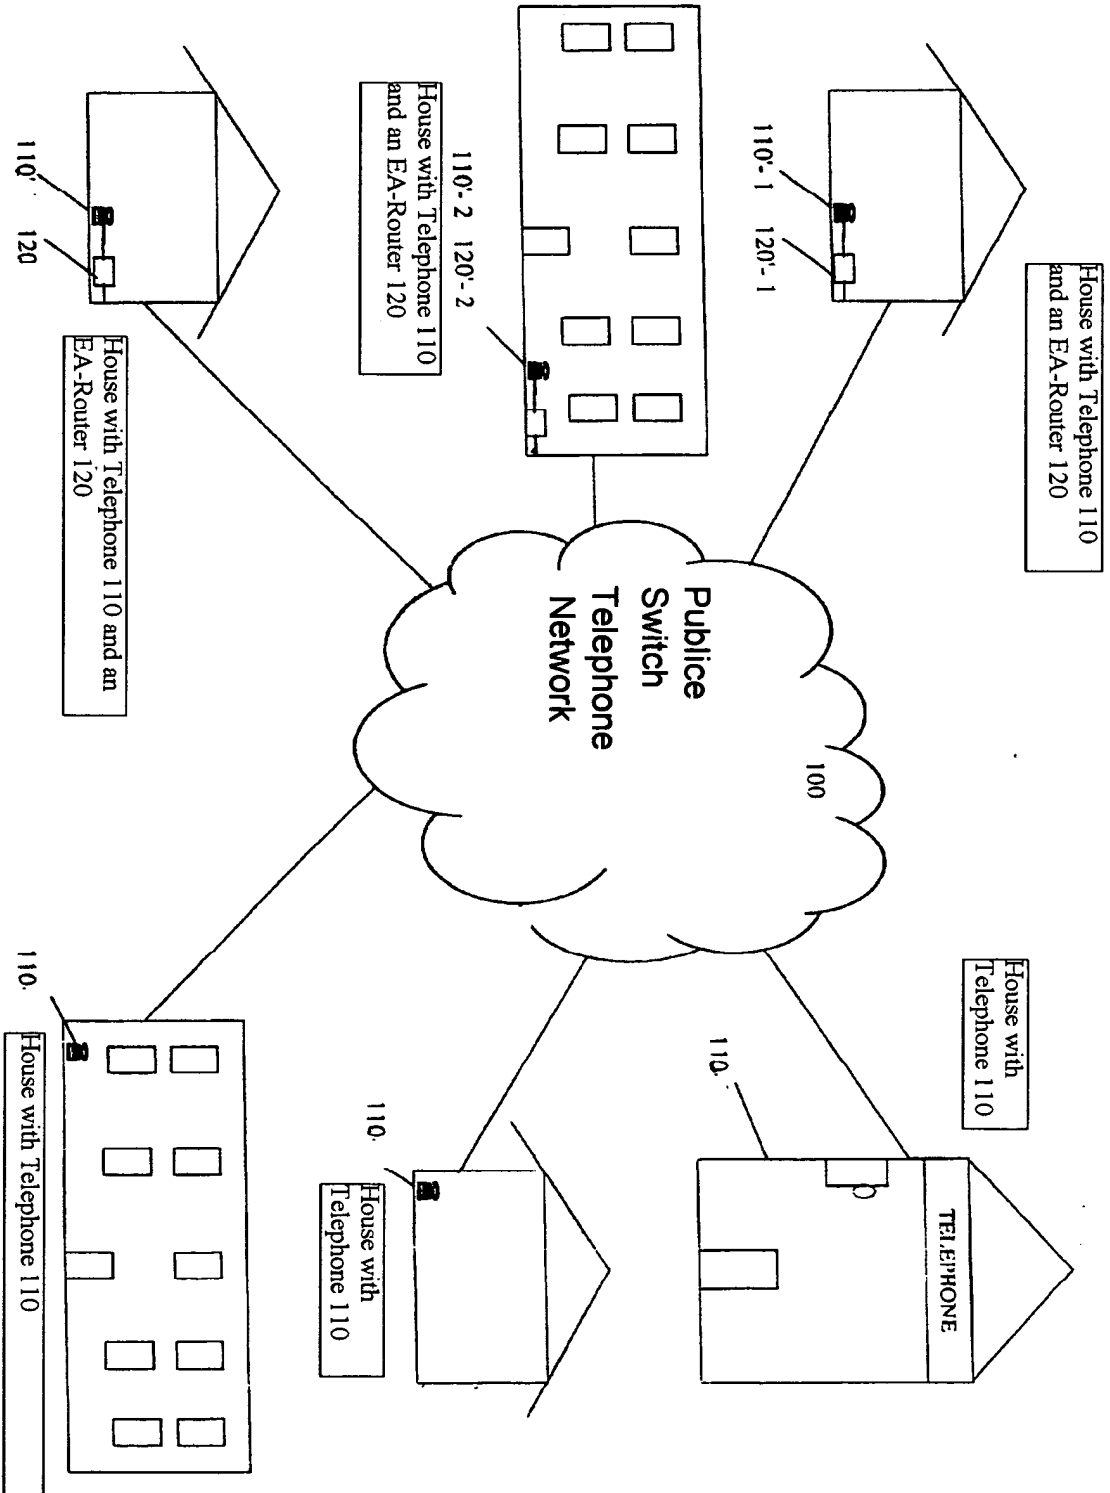 House with Telephone 110
and an EA-Router 120
110'- 1
120'- 1
House with Telephone 110
and an EA-Router 120
110'- 2 120'- 2
House with Telephone 110 and an
EA-Router 120
110'
120
Publice
Switch
Telephone
Network
100
House with
Telephone 110
110.
TELEPHONE
House with
Telephone 110
110.
House with Telephone 110
110.